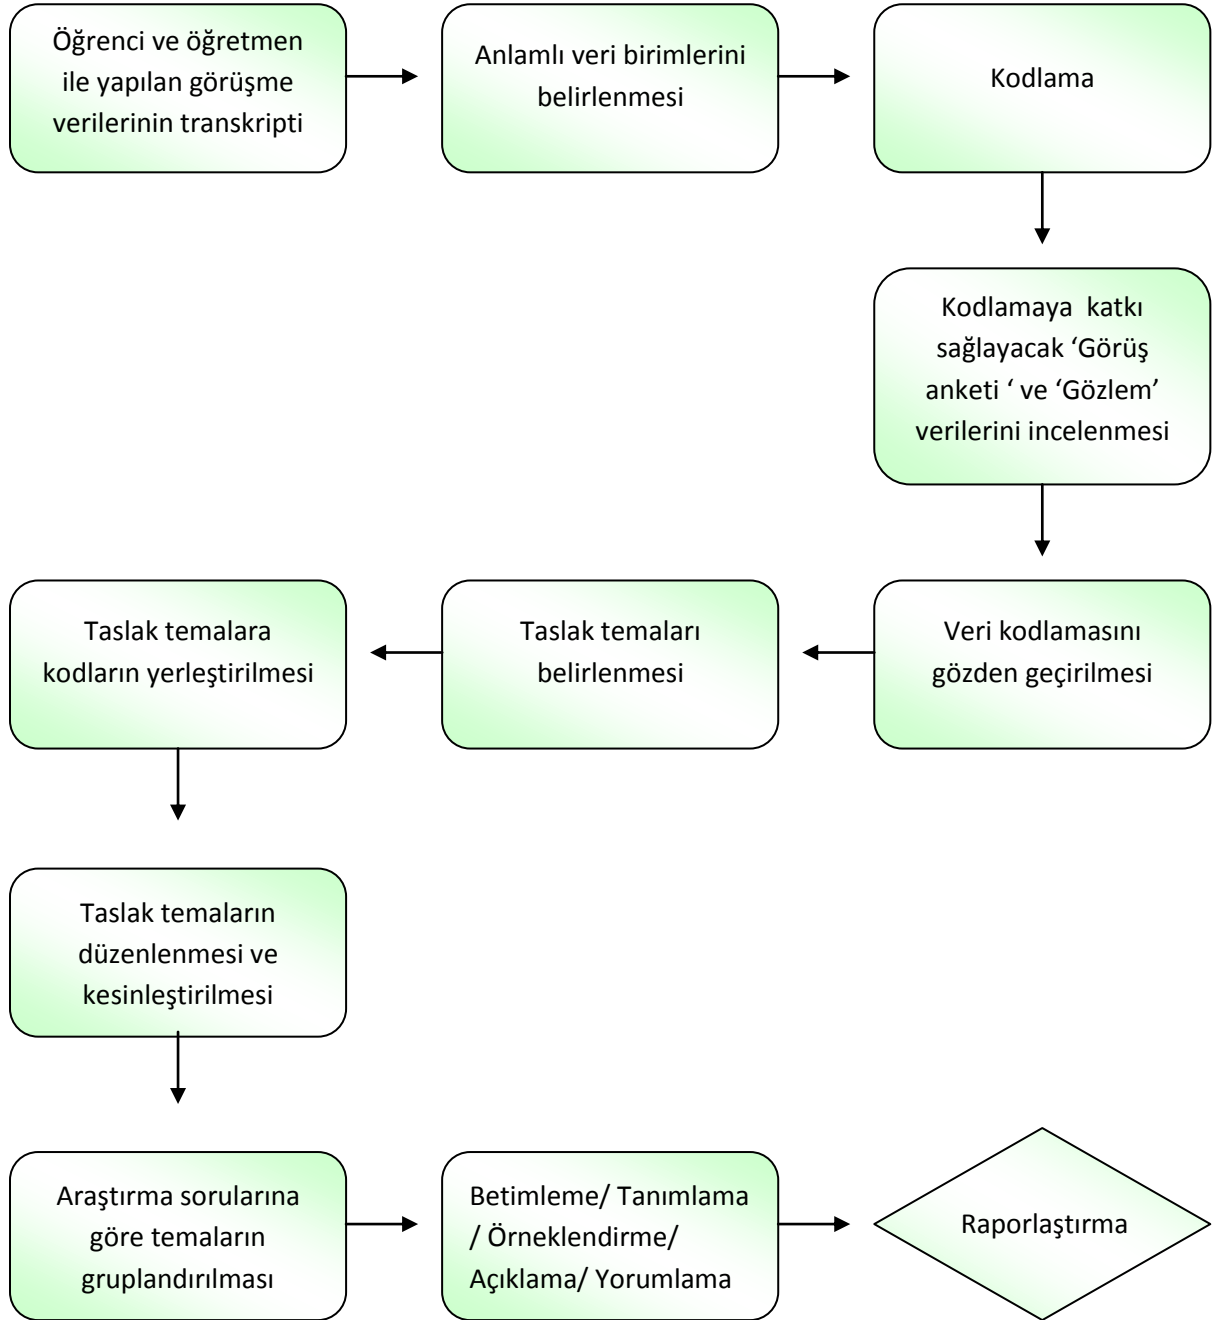 Öğrenci ve öğretmen
ile yapılan görüşme
verilerinin transkripti
Anlamlı veri birimlerini
belirlenmesi
Kodlama
Kodlamaya  katkı
sağlayacak ‘Görüş
anketi ‘ ve ‘Gözlem’
verilerini incelenmesi
Veri kodlamasını
gözden geçirilmesi
Taslak temaları
belirlenmesi
Taslak temalara
kodların yerleştirilmesi
Taslak temaların
düzenlenmesi ve
kesinleştirilmesi
Araştırma sorularına
göre temaların
gruplandırılması
Betimleme/ Tanımlama
/ Örneklendirme/
Açıklama/ Yorumlama
Raporlaştırma